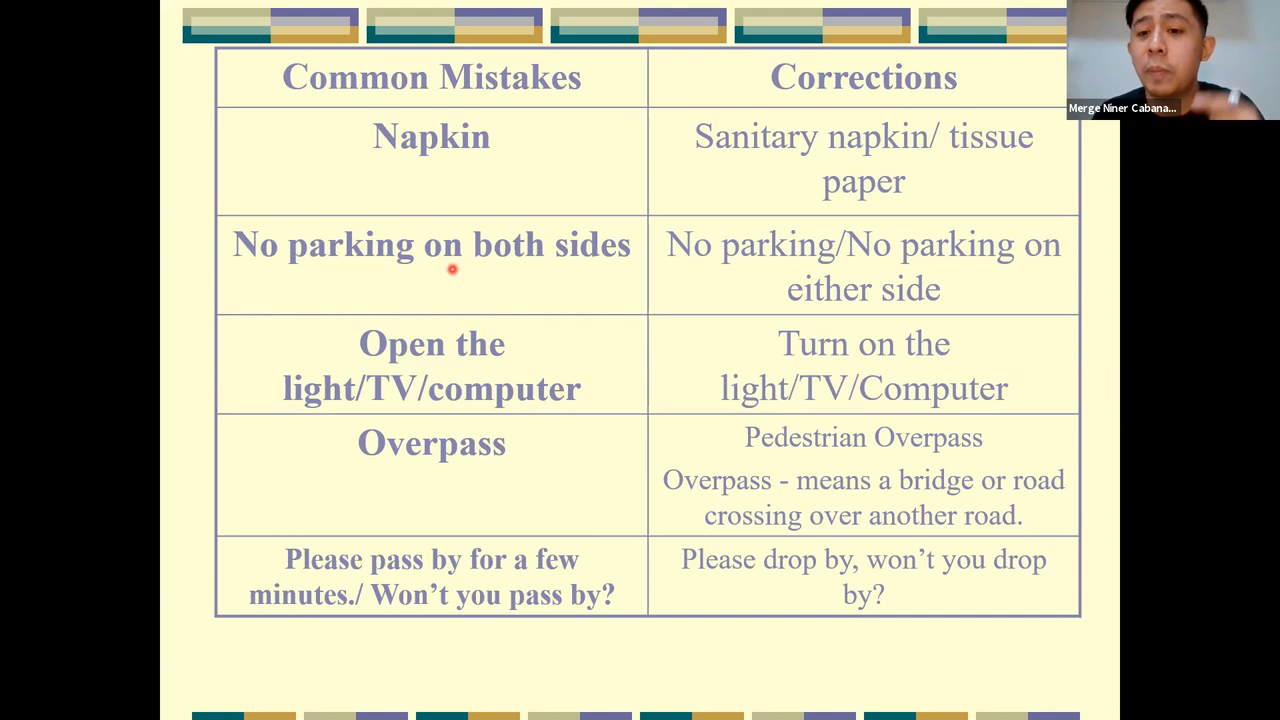 Common Mistakes
Corrections
Napkin
Sanitary napkin/ tissue
paper
No parking on both sides
No parking/No parking on
either side
Open the
light/TV/computer
Turn on the
light/TV/Computer
Overpass
Pedestrian Overpass
Overpass - means a bridge or road
crossing over another road.
Please pass by for a few
minutes./ Won’t you pass by?
Please drop by, won’t you drop
by?
Merge Niner Cabana...